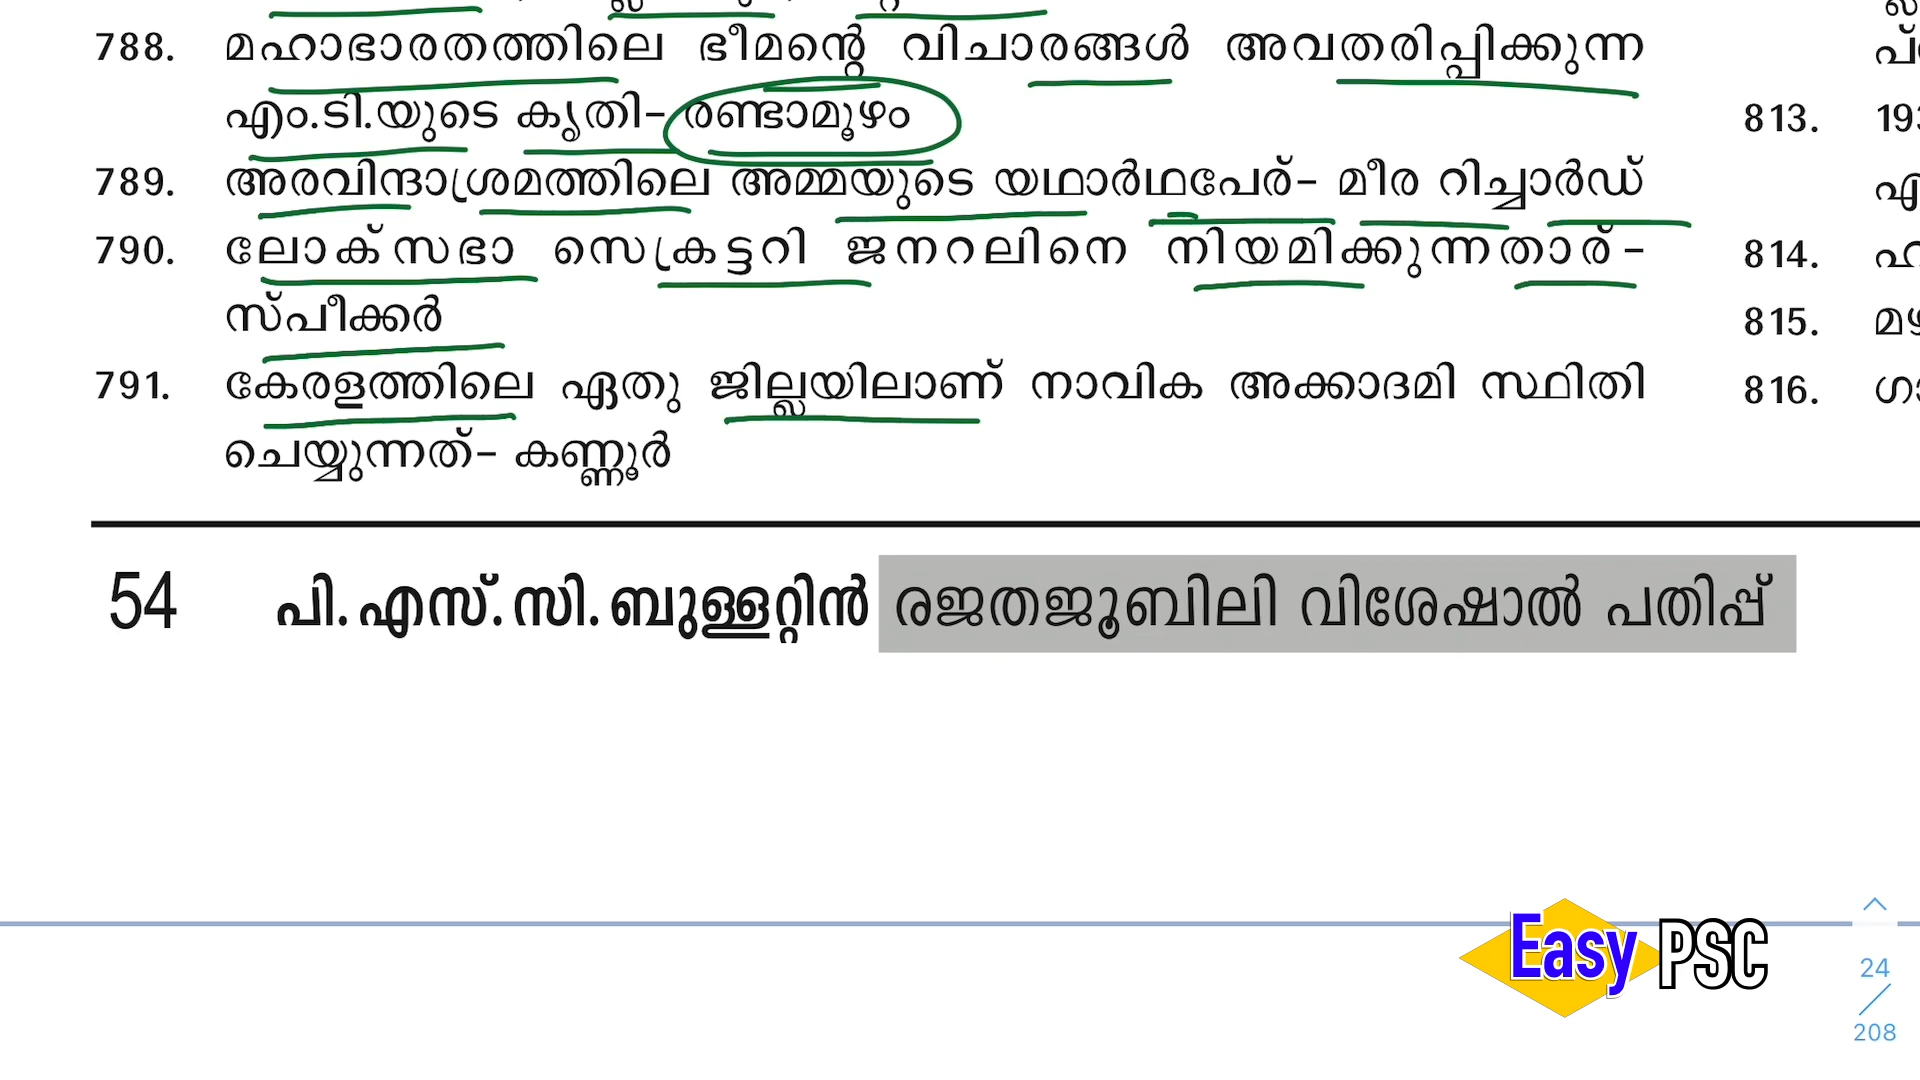 788. മഹാഭാരതത്തിലെ ഭീമന്റെ വിചാരങ്ങൾ അവതരിപ്പിക്കുന്ന
എം.ടി.യുടെ കൃതി- രണ്ടാമൂഴം
789. അരവിന്ദാശ്രമത്തിലെ അമ്മയുടെ യഥാർഥപേര്- മീര റിച്ചാർഡ്
790. ലോക്സഭാ സെക്രട്ടറി ജനറലിനെ നിയമിക്കുന്നതാര്-
സ്പീക്കർ
791. കേരളത്തിലെ ഏതു ജില്ലയിലാണ് നാവിക അക്കാദമി സ്ഥിതി
ചെയ്യുന്നത്- കണ്ണൂർ
813.
814.
815.
816.
54 പി.എസ്.സി.ബുള്ളറ്റിൻ രജതജൂബിലി വിശേഷാൽ പതിപ്പ്
Easy PSC
24
208